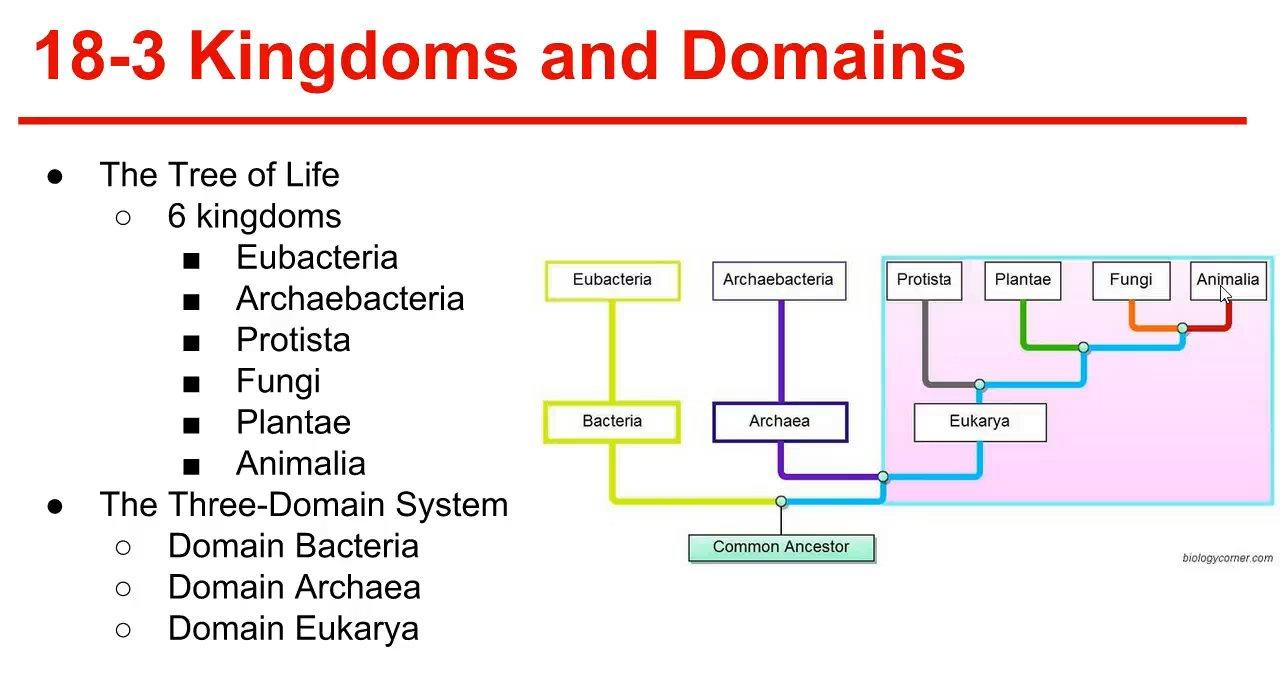 18-3 Kingdoms and Domains
● The Tree of Life
○ 6 kingdoms
■ Eubacteria
■ Archaebacteria
■ Protista
■ Fungi
■ Plantae
■ Animalia
● The Three-Domain System
○ Domain Bacteria
○ Domain Archaea
○ Domain Eukarya
Eubacteria Archaebacteria Protista Plantae Fungi Animalia
Bacteria Archaea Eukarya
Common Ancestor
biologycorner.com